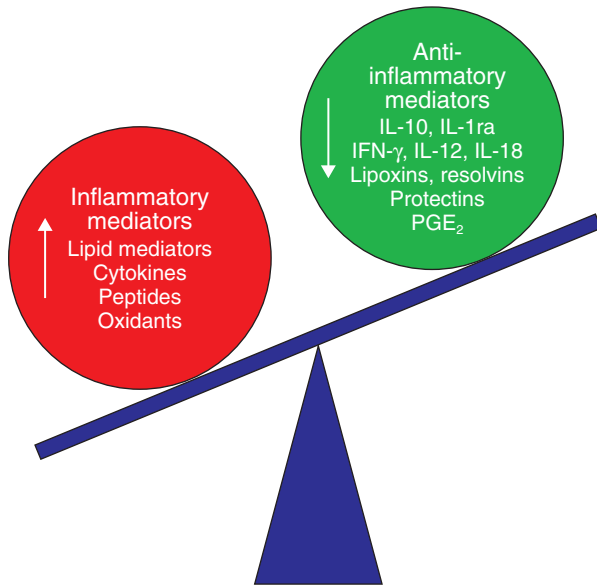 Anti-
inflammatory
mediators
IL-10, IL-1ra
IFN-γ, IL-12, IL-18
Lipoxins, resolvins
Protectins
PGE₂
Inflammatory
mediators
Lipid mediators
Cytokines
Peptides
Oxidants